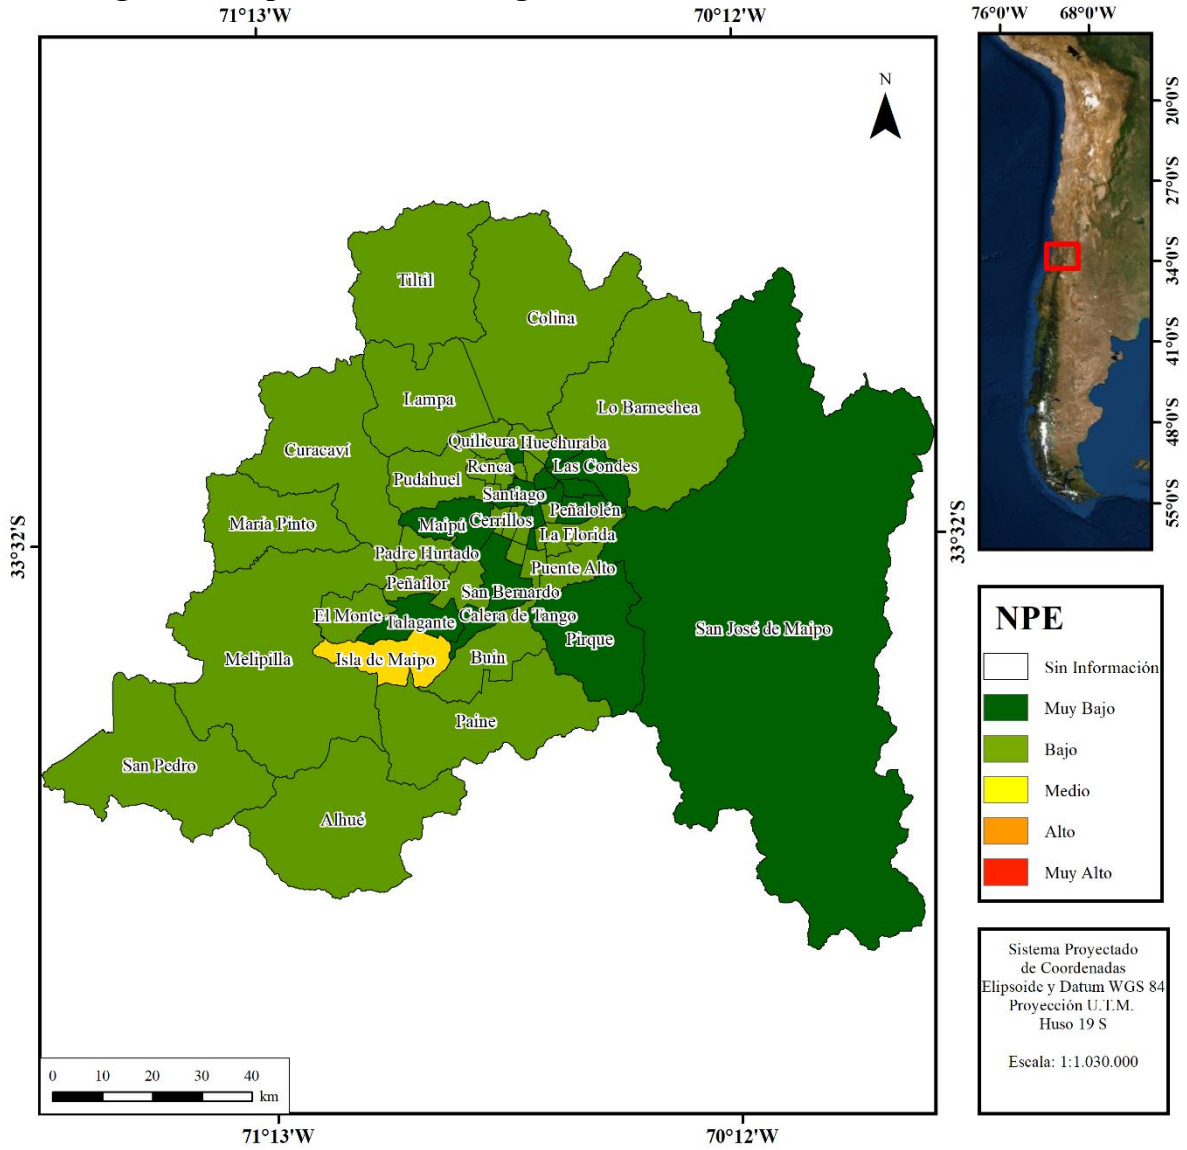 71°13'W
70°12'W
76°0'W
68°0'W
N
20°0'S
27°0'S
34°0'S
41°0'S
48°0'S
55°0'S
33°32'S
33°32'S
Tiltil
Colina
Lampa
Lo Barnechea
Curacaví
Quilicura
Huechuraba
Renca
Las Condes
Pudahuel
Santiago
Peñalolén
María Pinto
Maipú
Cerrillos
La Florida
Padre Hurtado
Puente Alto
Peñaflor
San Bernardo
El Monte
Talagante
Calera de Tango
San José de Maipo
Pirque
Melipilla
Isla de Maipo
Buin
Paine
San Pedro
Alhué
NPE
Sin Información
Muy Bajo
Bajo
Medio
Alto
Muy Alto
Sistema Proyectado
de Coordenadas
Elipsoide y Datum WGS 84
Proyección U.T.M.
Huso 19 S
Escala: 1:1.030.000
0 10 20 30 40
km
71°13'W
70°12'W